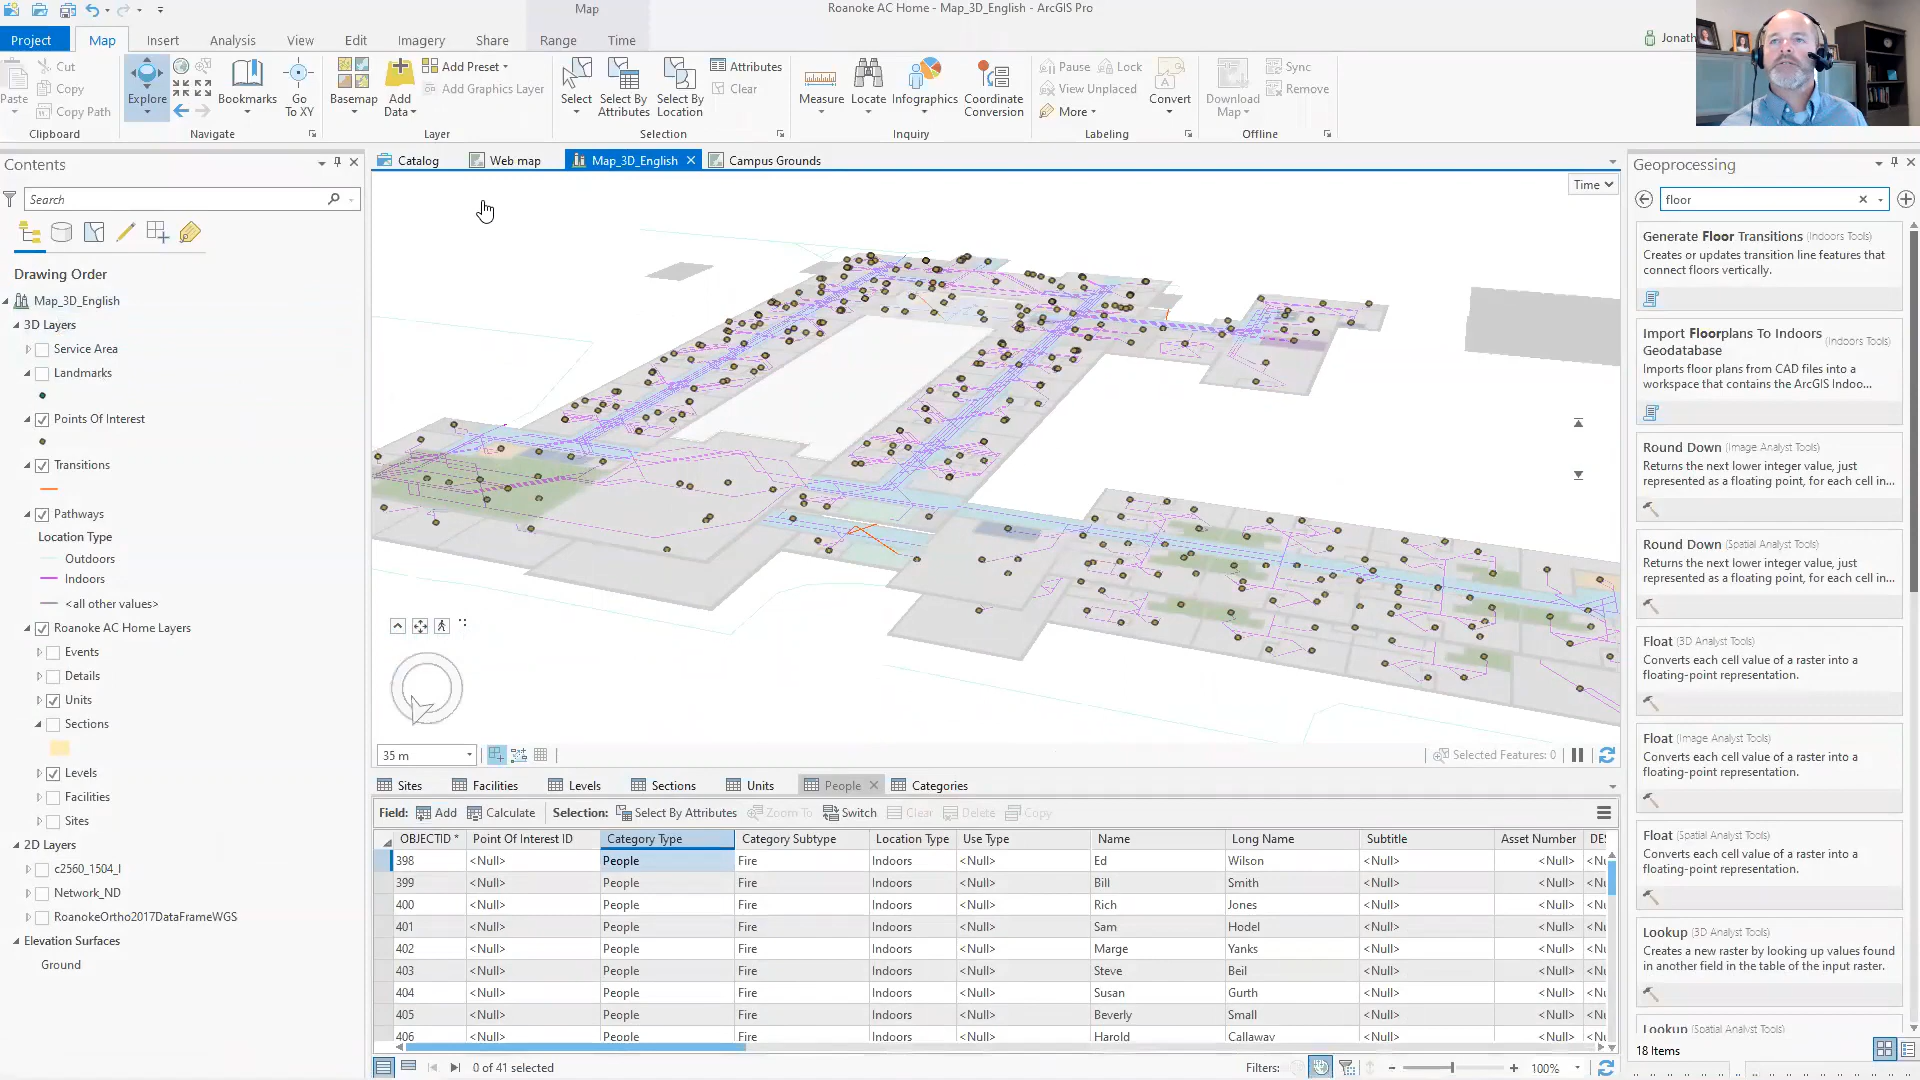 Map
Roanoke AC Home - Map_3D_English - ArcGIS Pro
Project Map Insert Analysis View Edit Imagery Share Range Time
Jonath
Paste
Cut
Copy
Copy Path
Clipboard
Explore
Bookmarks
Go To XY
Navigate
Basemap
Add Data
Add Preset
Add Graphics Layer
Layer
Select
Select By Attributes
Select By Location
Attributes
Clear
Selection
Measure
Locate
Infographics
Coordinate Conversion
Inquiry
Pause
Lock
View Unplaced
More
Convert
Labeling
Download Map
Sync
Remove
Offline
Contents
Search
Drawing Order
Map_3D_English
3D Layers
Service Area
Landmarks
Points Of Interest
Transitions
Pathways
Location Type
Outdoors
Indoors
<all other values>
Roanoke AC Home Layers
Events
Details
Units
Sections
Levels
Facilities
Sites
2D Layers
c2560_1504_I
Network_ND
RoanokeOrtho2017DataFrameWGS
Elevation Surfaces
Ground
Catalog
Web map
Map_3D_English
Campus Grounds
Time
35 m
Selected Features: 0
Sites Facilities Levels Sections Units People Categories
Field: Add Calculate Selection: Select By Attributes Zoom To Switch Clear Delete Copy
OBJECTID * Point Of Interest ID Category Type Category Subtype Location Type Use Type Name Long Name Subtitle Asset Number DES
398 <Null> People Fire Indoors <Null> Ed Wilson <Null> <Null> <Nu
399 <Null> People Fire Indoors <Null> Bill Smith <Null> <Null> <Nu
400 <Null> People Fire Indoors <Null> Rich Jones <Null> <Null> <Nu
401 <Null> People Fire Indoors <Null> Sam Hodel <Null> <Null> <Nu
402 <Null> People Fire Indoors <Null> Marge Yanks <Null> <Null> <Nu
403 <Null> People Fire Indoors <Null> Steve Beil <Null> <Null> <Nu
404 <Null> People Fire Indoors <Null> Susan Gurth <Null> <Null> <Nu
405 <Null> People Fire Indoors <Null> Beverly Small <Null> <Null> <Nu
406 <Null> People Fire Indoors <Null> Harold Callaway <Null> <Null> <Nu
0 of 41 selected
Filters:
100%
Geoprocessing
floor
Generate Floor Transitions (Indoors Tools)
Creates or updates transition line features that
connect floors vertically.
Import Floorplans To Indoors
Geodatabase
(Indoors Tools)
Imports floor plans from CAD files into a
workspace that contains the ArcGIS Indoo...
Round Down (Image Analyst Tools)
Returns the next lower integer value, just
represented as a floating point, for each cell in...
Round Down (Spatial Analyst Tools)
Returns the next lower integer value, just
represented as a floating point, for each cell in...
Float (3D Analyst Tools)
Converts each cell value of a raster into a
floating-point representation.
Float (Image Analyst Tools)
Converts each cell value of a raster into a
floating-point representation.
Float (Spatial Analyst Tools)
Converts each cell value of a raster into a
floating-point representation.
Lookup (3D Analyst Tools)
Creates a new raster by looking up values found
in another field in the table of the input raster.
Lookup (Spatial Analyst Tools)
18 Items